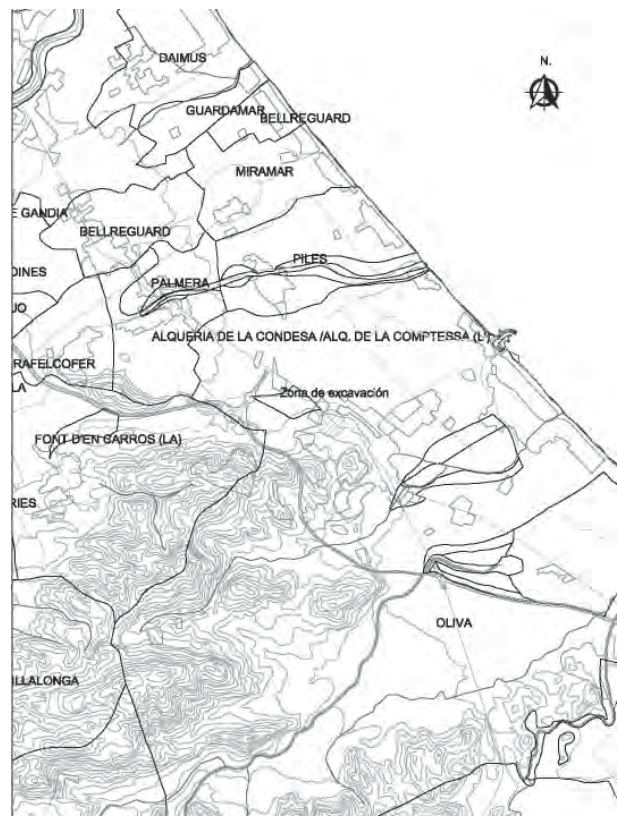 N.
DAIMUS
GUARDAMAR
BELLREGUARD
MIRAMAR
E GANDIA
BELLREGUARD
PILES
DINES
PALMERA
UJO
ALQUERIA DE LA CONDESA /ALQ. DE LA COMPTESSA (L')
RAFELCOFER
LA
Zona de excavación
FONT D'EN CARROS (LA)
RIES
OLIVA
ILLALONGA